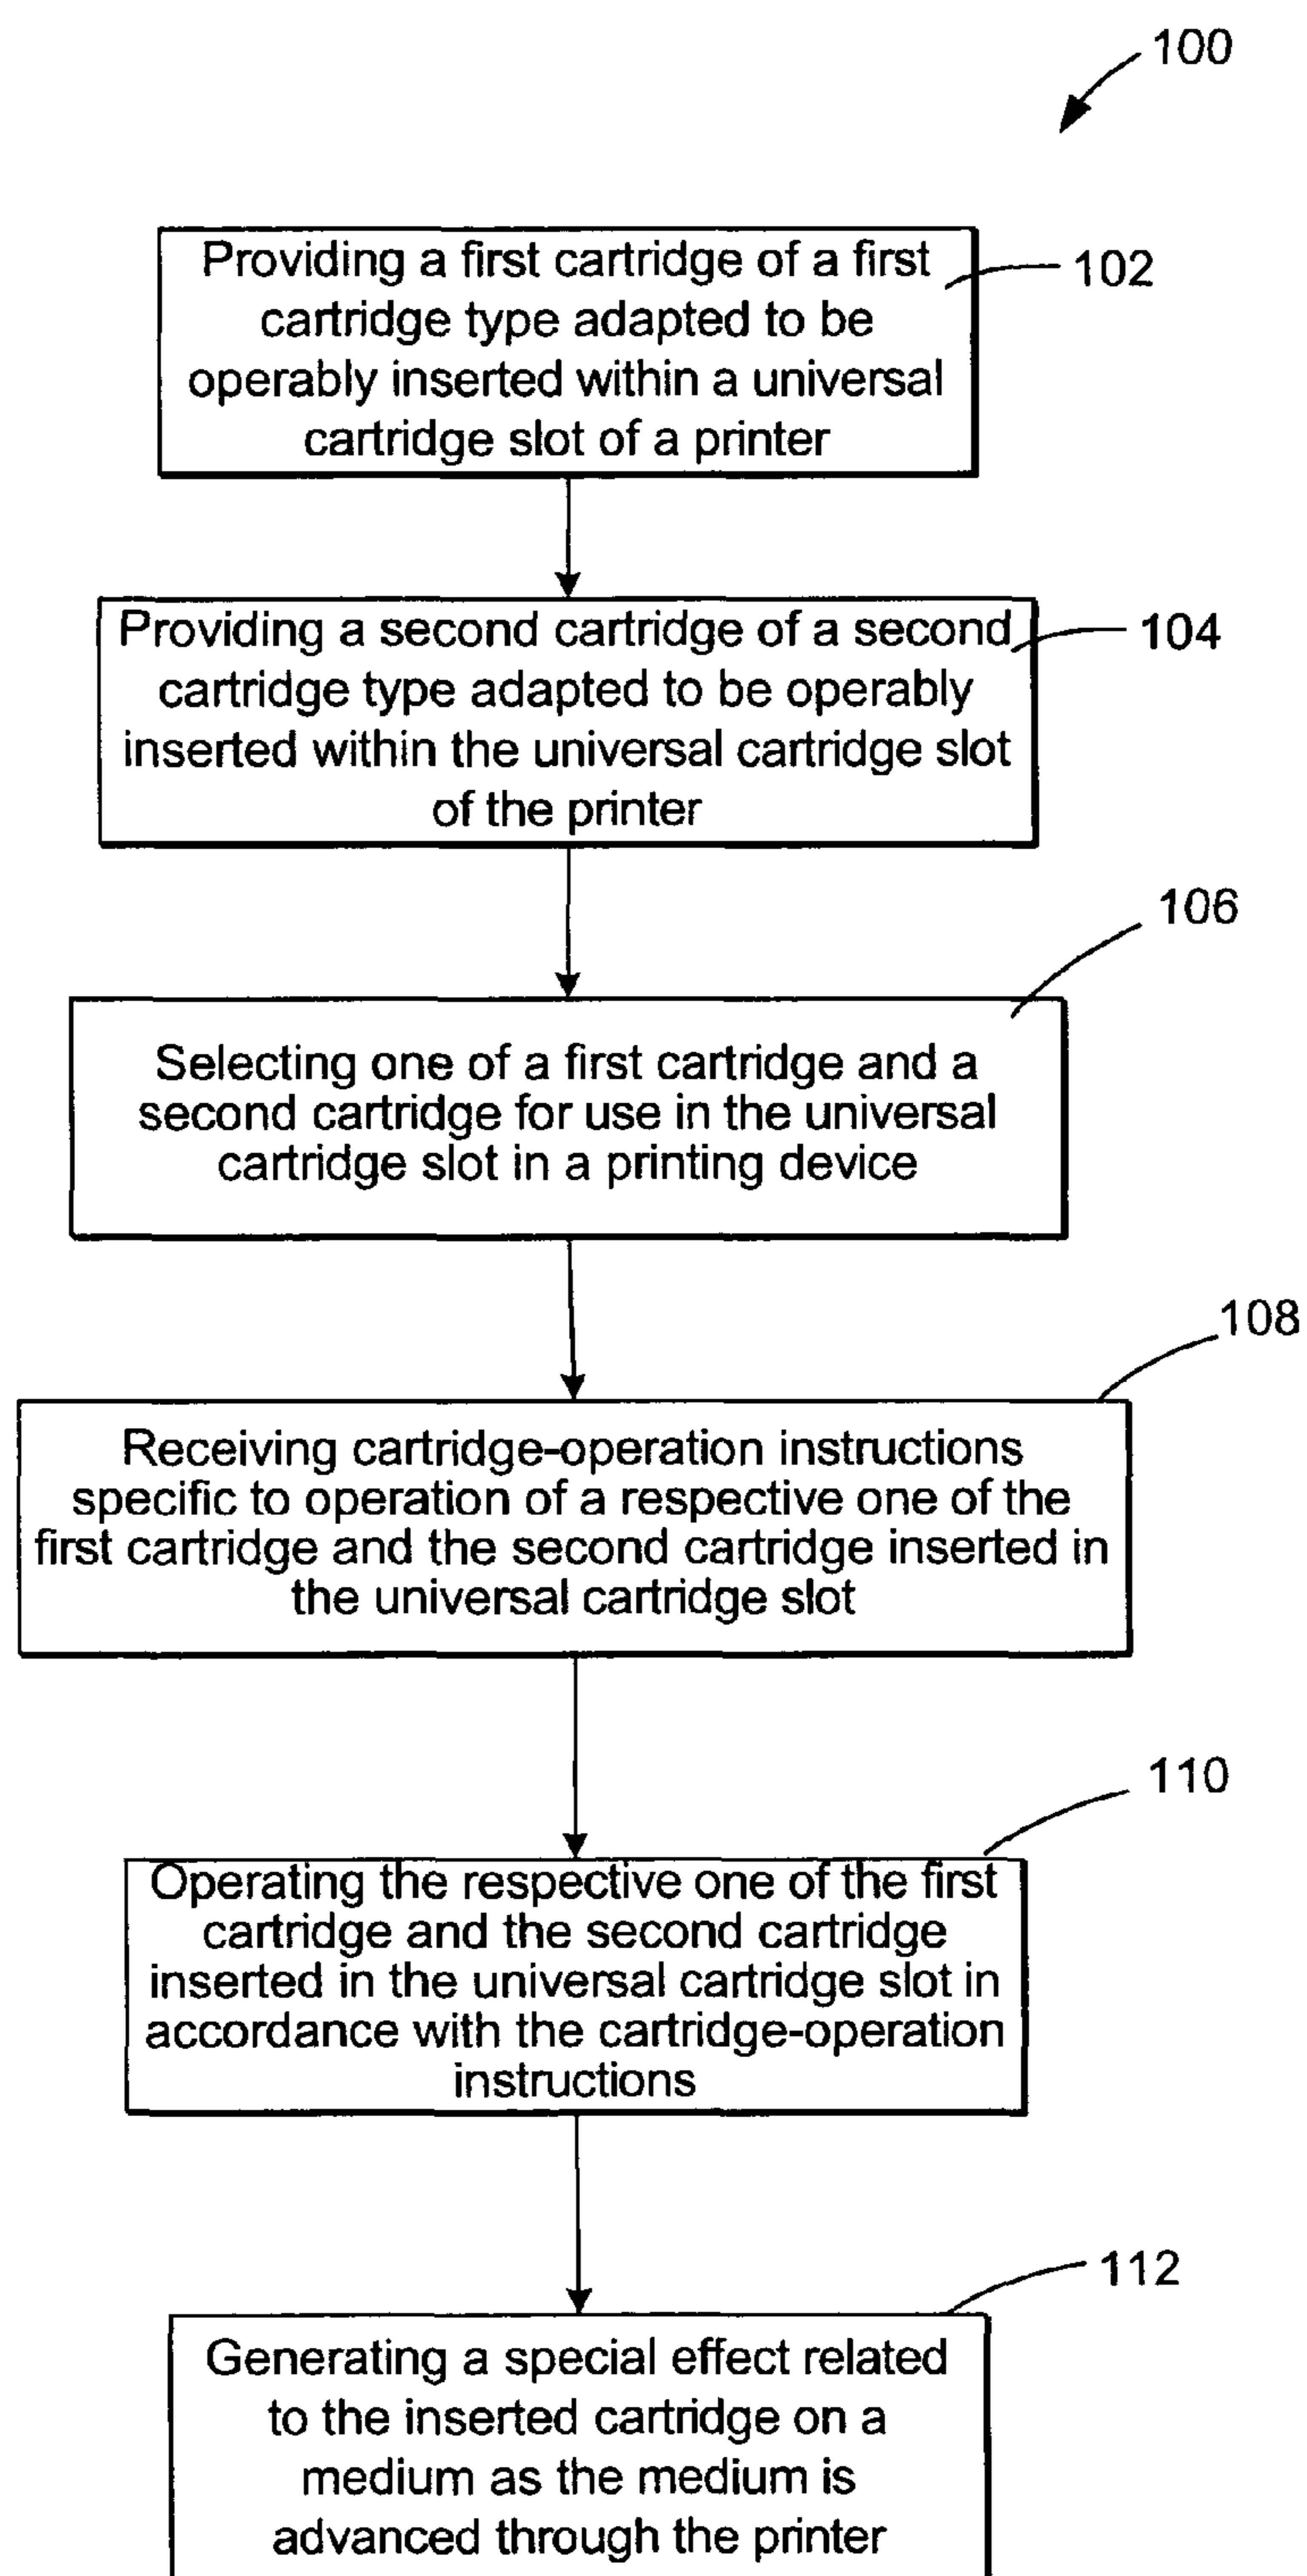 100
Providing a first cartridge of a first
cartridge type adapted to be
operably inserted within a universal
cartridge slot of a printer
102
Providing a second cartridge of a second
cartridge type adapted to be operably
inserted within the universal cartridge slot
of the printer
104
106
Selecting one of a first cartridge and a
second cartridge for use in the universal
cartridge slot in a printing device
108
Receiving cartridge-operation instructions
specific to operation of a respective one of the
first cartridge and the second cartridge inserted in
the universal cartridge slot
110
Operating the respective one of the first
cartridge and the second cartridge
inserted in the universal cartridge slot in
accordance with the cartridge-operation
instructions
112
Generating a special effect related
to the inserted cartridge on a
medium as the medium is
advanced through the printer